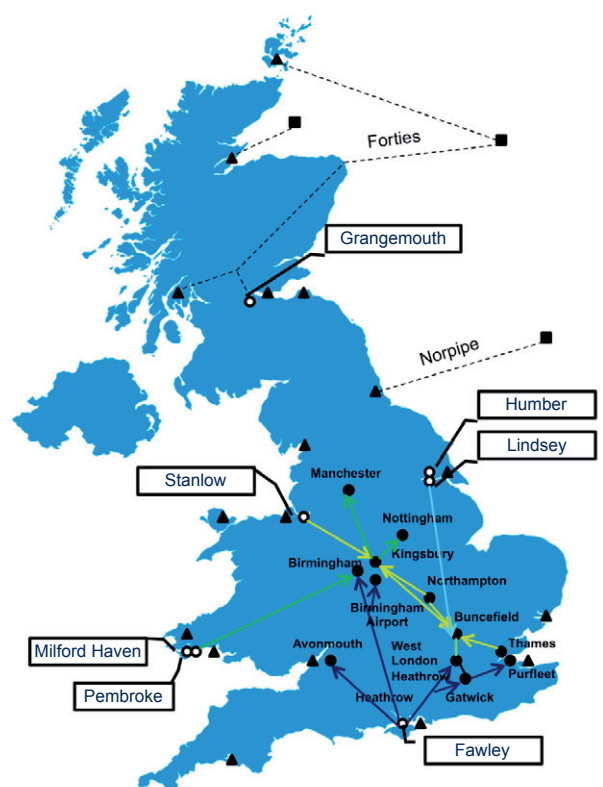 Forties
Grangemouth
Norpipe
Humber
Lindsey
Stanlow
Manchester
Nottingham
Kingsbury
Birmingham
Northampton
Birmingham
Airport
Buncefield
Milford Haven
Avonmouth
West
London
Heathrow
Thames
Purfleet
Pembroke
Heathrow
Gatwick
Fawley